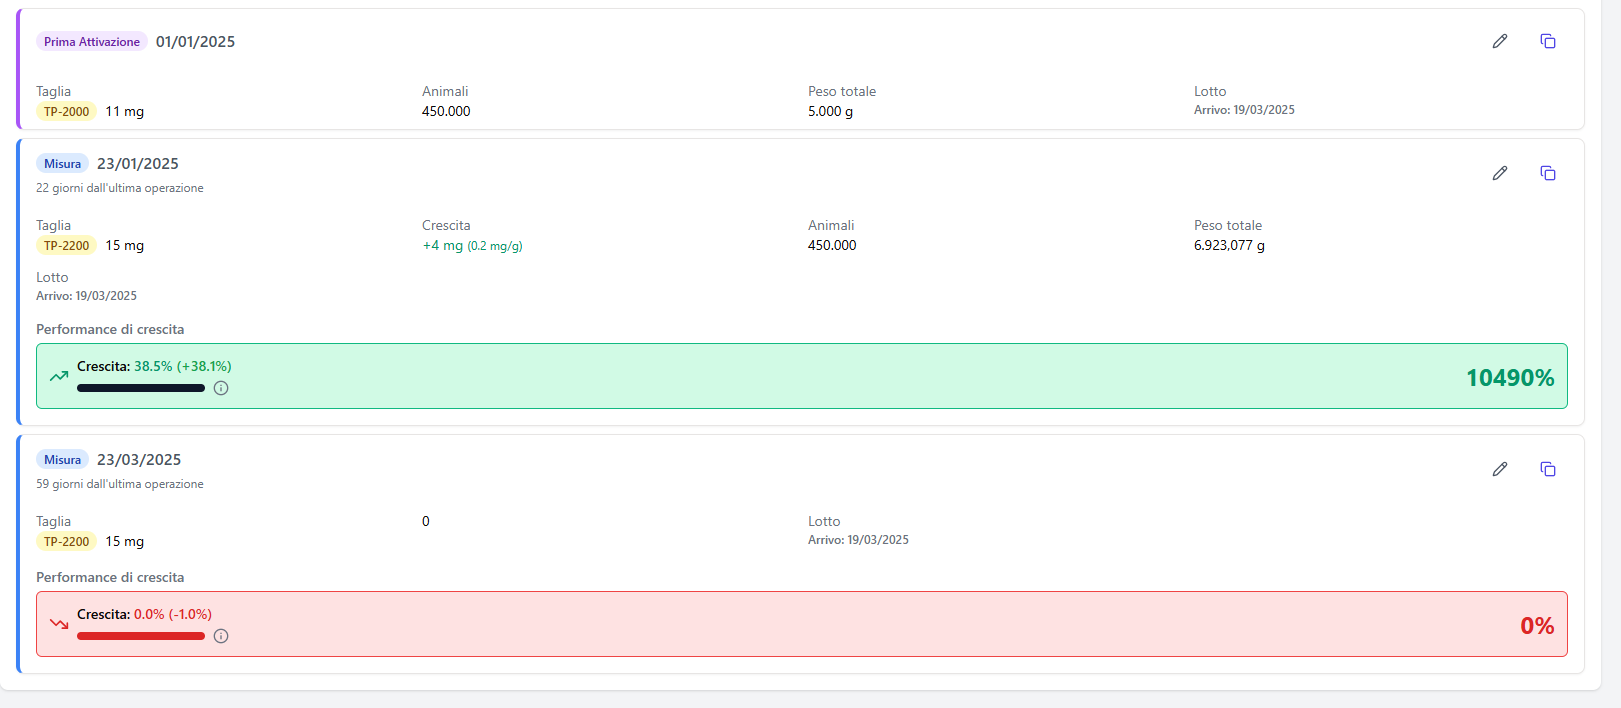 Prima Attivazione 01/01/2025
Taglia Animali Peso totale Lotto
TP-2000 11 mg 450.000 5.000 g Arrivo: 19/03/2025
Misura 23/01/2025
22 giorni dall'ultima operazione
Taglia Crescita Animali Peso totale
TP-2200 15 mg +4 mg (0.2 mg/g) 450.000 6.923,077 g
Lotto
Arrivo: 19/03/2025
Performance di crescita
Crescita: 38.5% (+38.1%)
10490%
Misura 23/03/2025
59 giorni dall'ultima operazione
Taglia 0 Lotto
TP-2200 15 mg Arrivo: 19/03/2025
Performance di crescita
Crescita: 0.0% (-1.0%)
0%